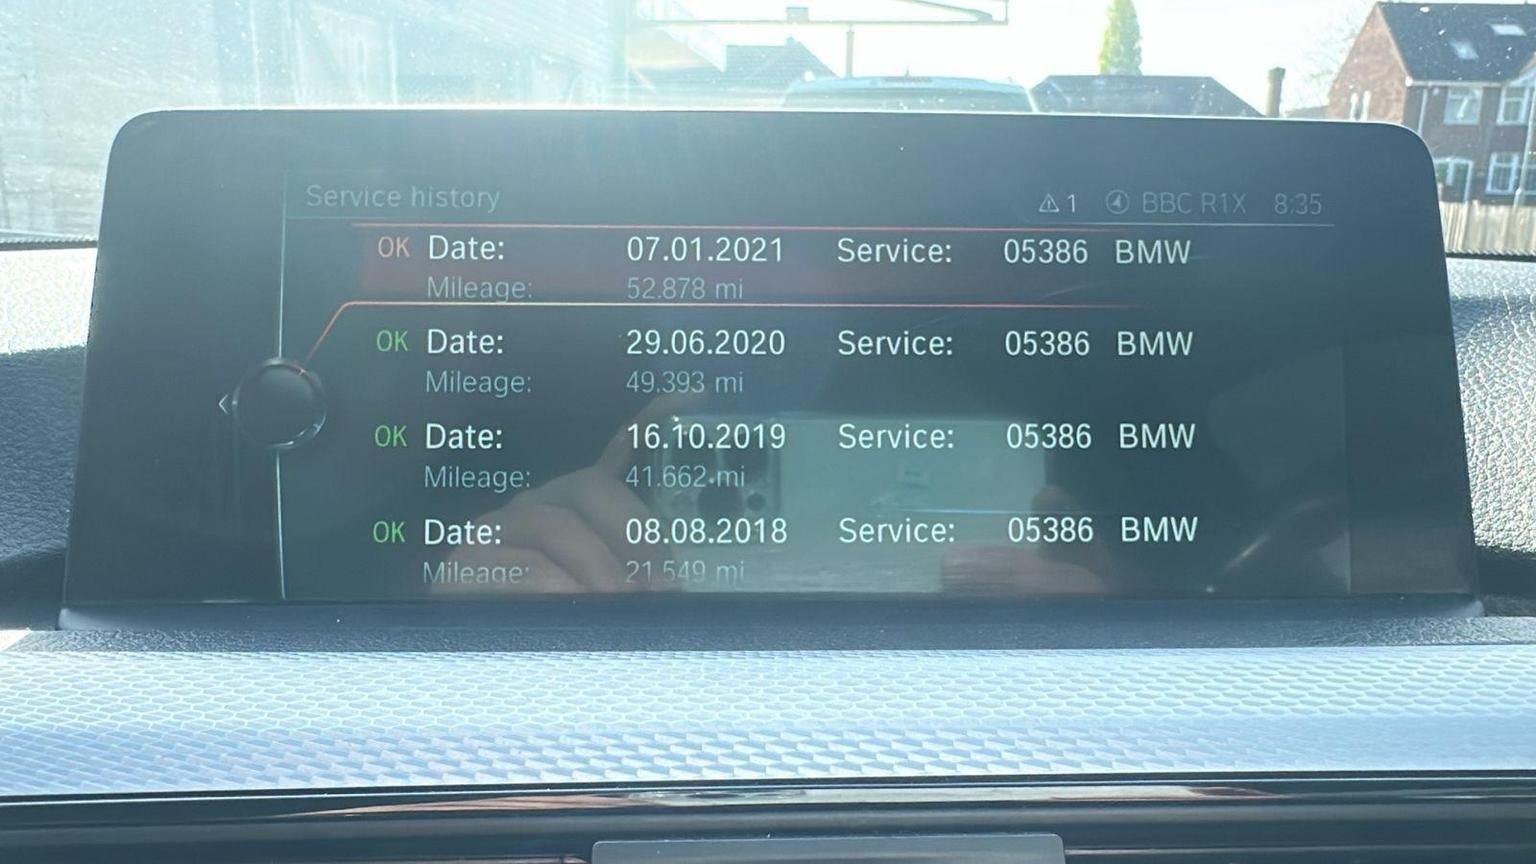 Service history 1 BBC R1X 8:35
OK Date: 07.01.2021 Service: 05386 BMW
Mileage: 52.878 mi
OK Date: 29.06.2020 Service: 05386 BMW
Mileage: 49.393 mi
OK Date: 16.10.2019 Service: 05386 BMW
Mileage: 41.662 mi
OK Date: 08.08.2018 Service: 05386 BMW
Mileage: 21.549 mi